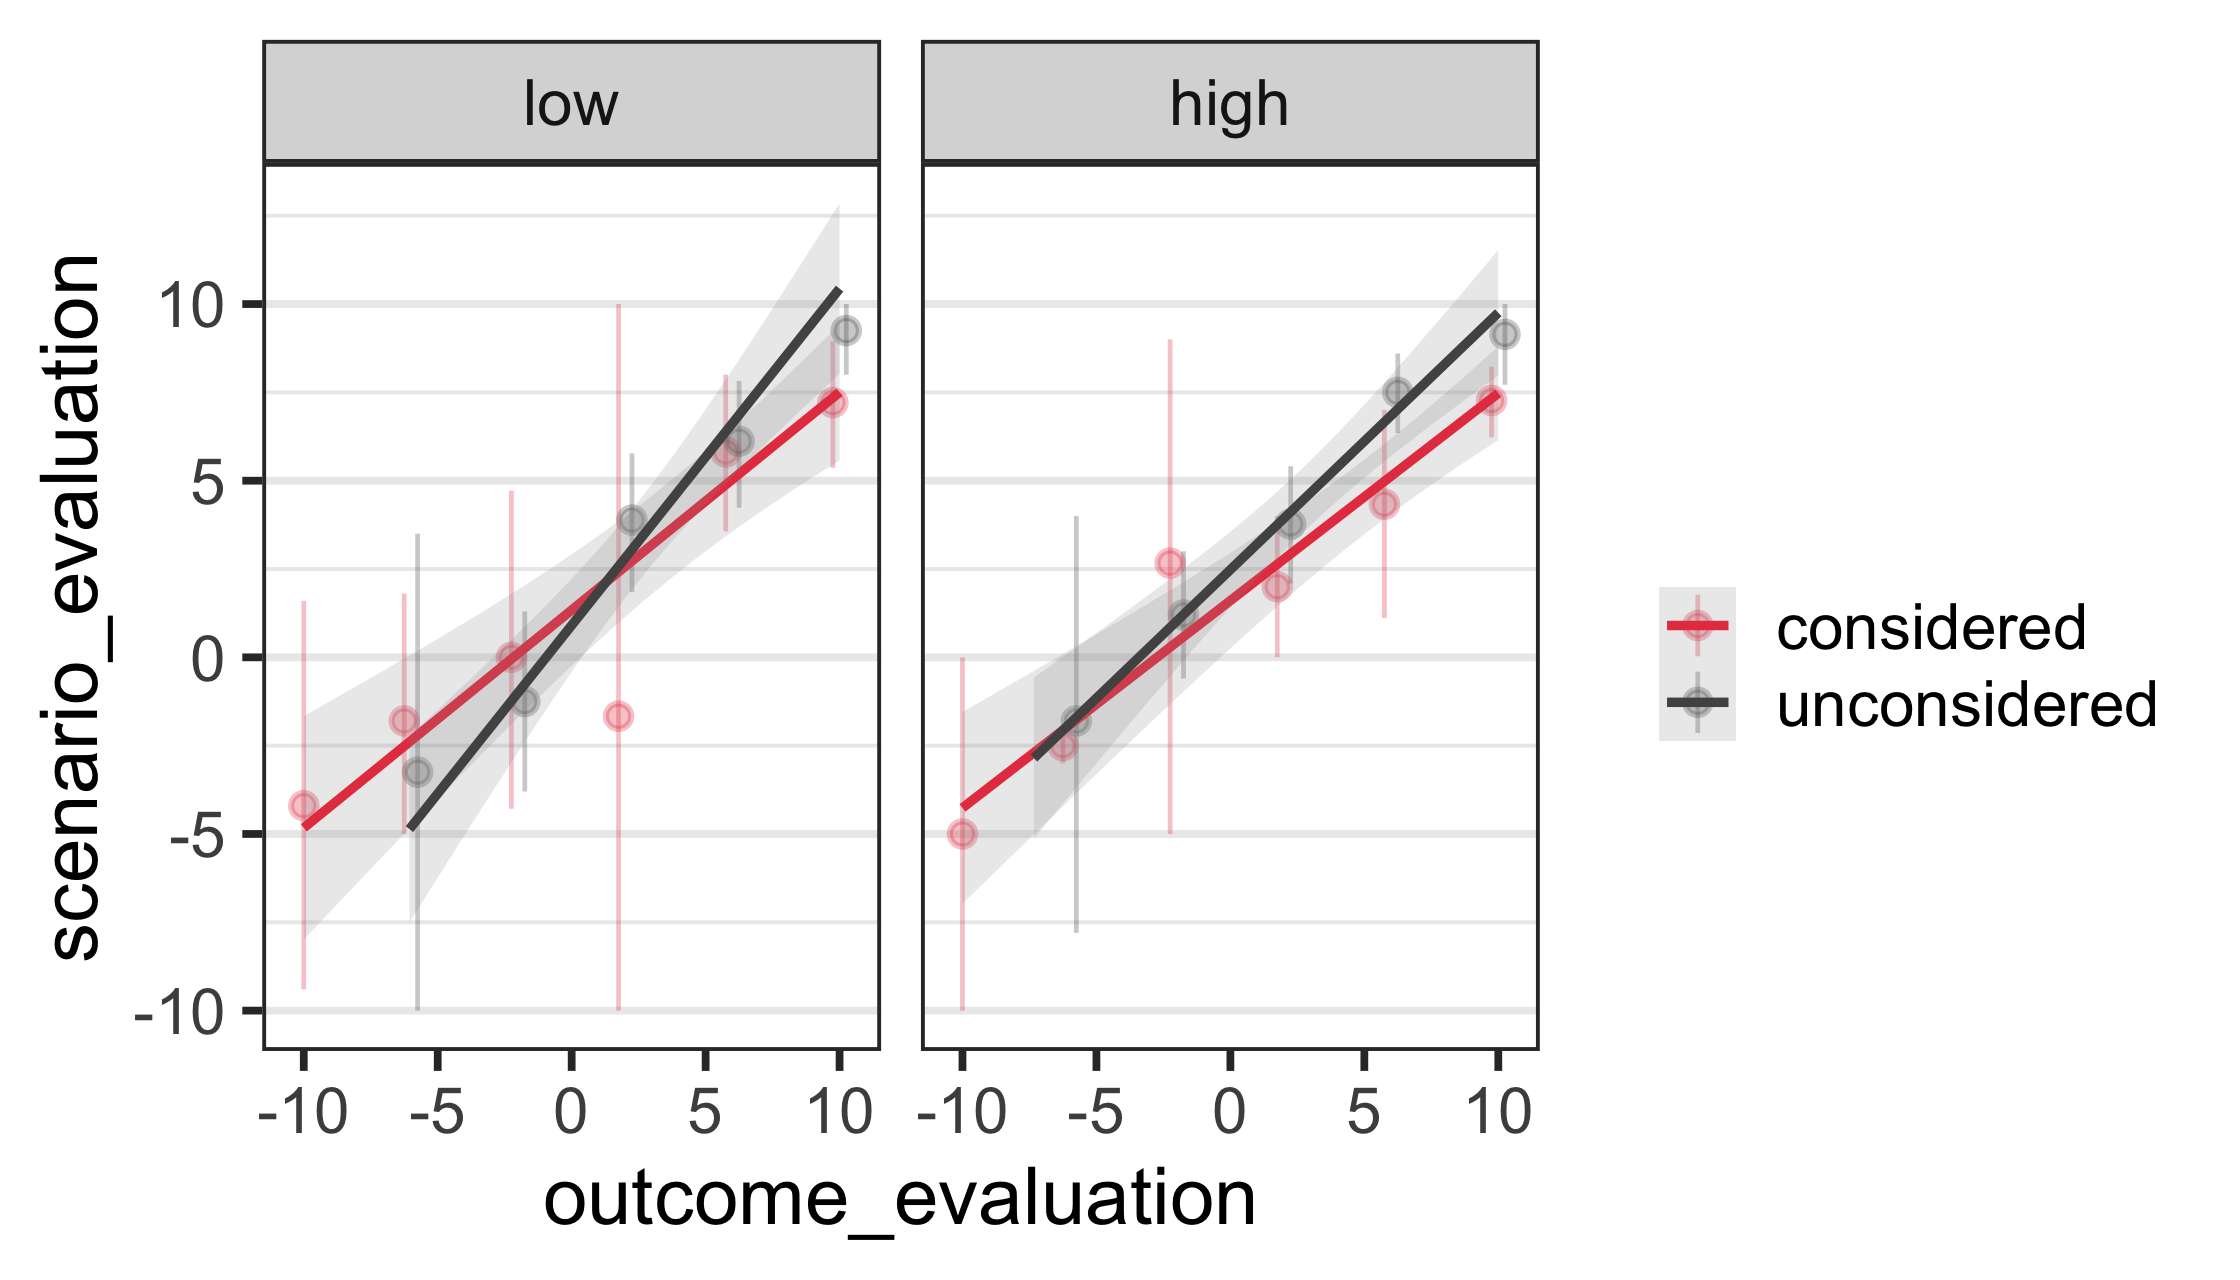 low
high
scenario_evaluation
10
5
0
-5
-10
-10 -5 0 5 10
-10 -5 0 5 10
outcome_evaluation
considered
unconsidered